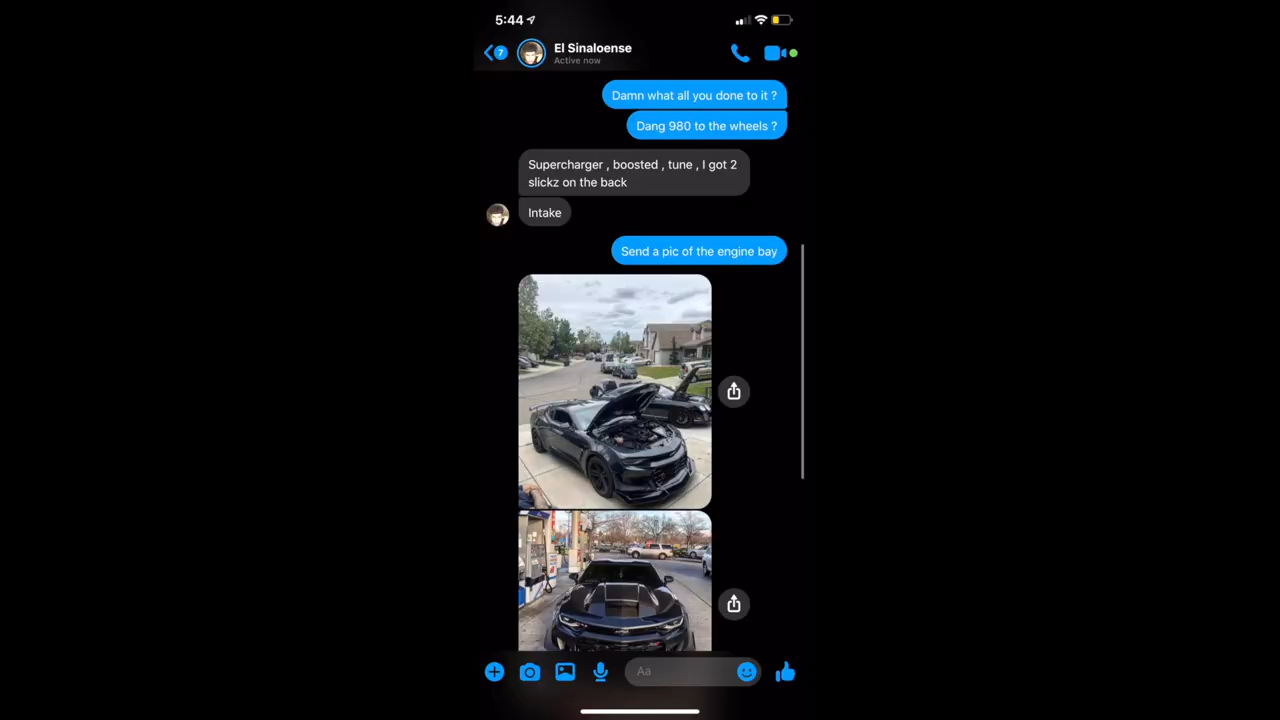 5:44
7
El Sinaloense
Active now
Damn what all you done to it ?
Dang 980 to the wheels ?
Supercharger , boosted , tune , I got 2
slickz on the back
Intake
Send a pic of the engine bay
Aa